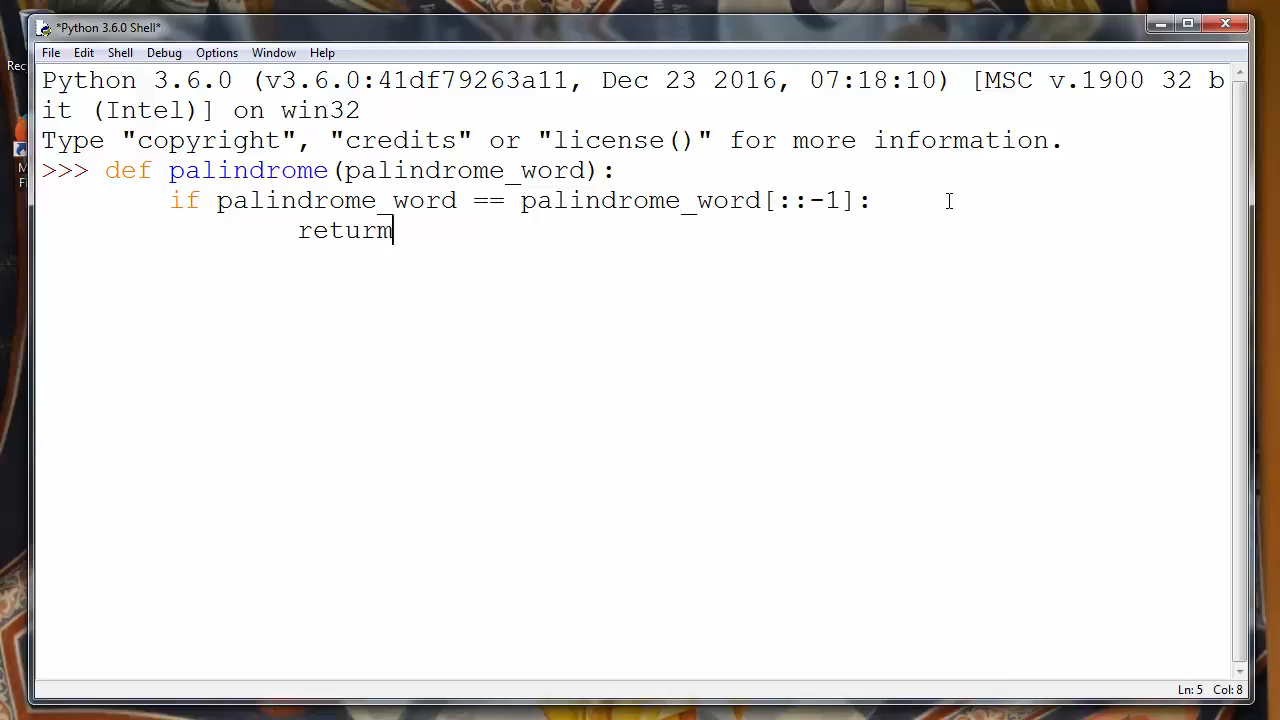 *Python 3.6.0 Shell*
File Edit Shell Debug Options Window Help
Python 3.6.0 (v3.6.0:41df79263a11, Dec 23 2016, 07:18:10) [MSC v.1900 32 b
it (Intel)] on win32
Type "copyright", "credits" or "license()" for more information.
>>> def palindrome(palindrome_word):
if palindrome_word == palindrome_word[::-1]:
returm
Ln: 5 Col: 8